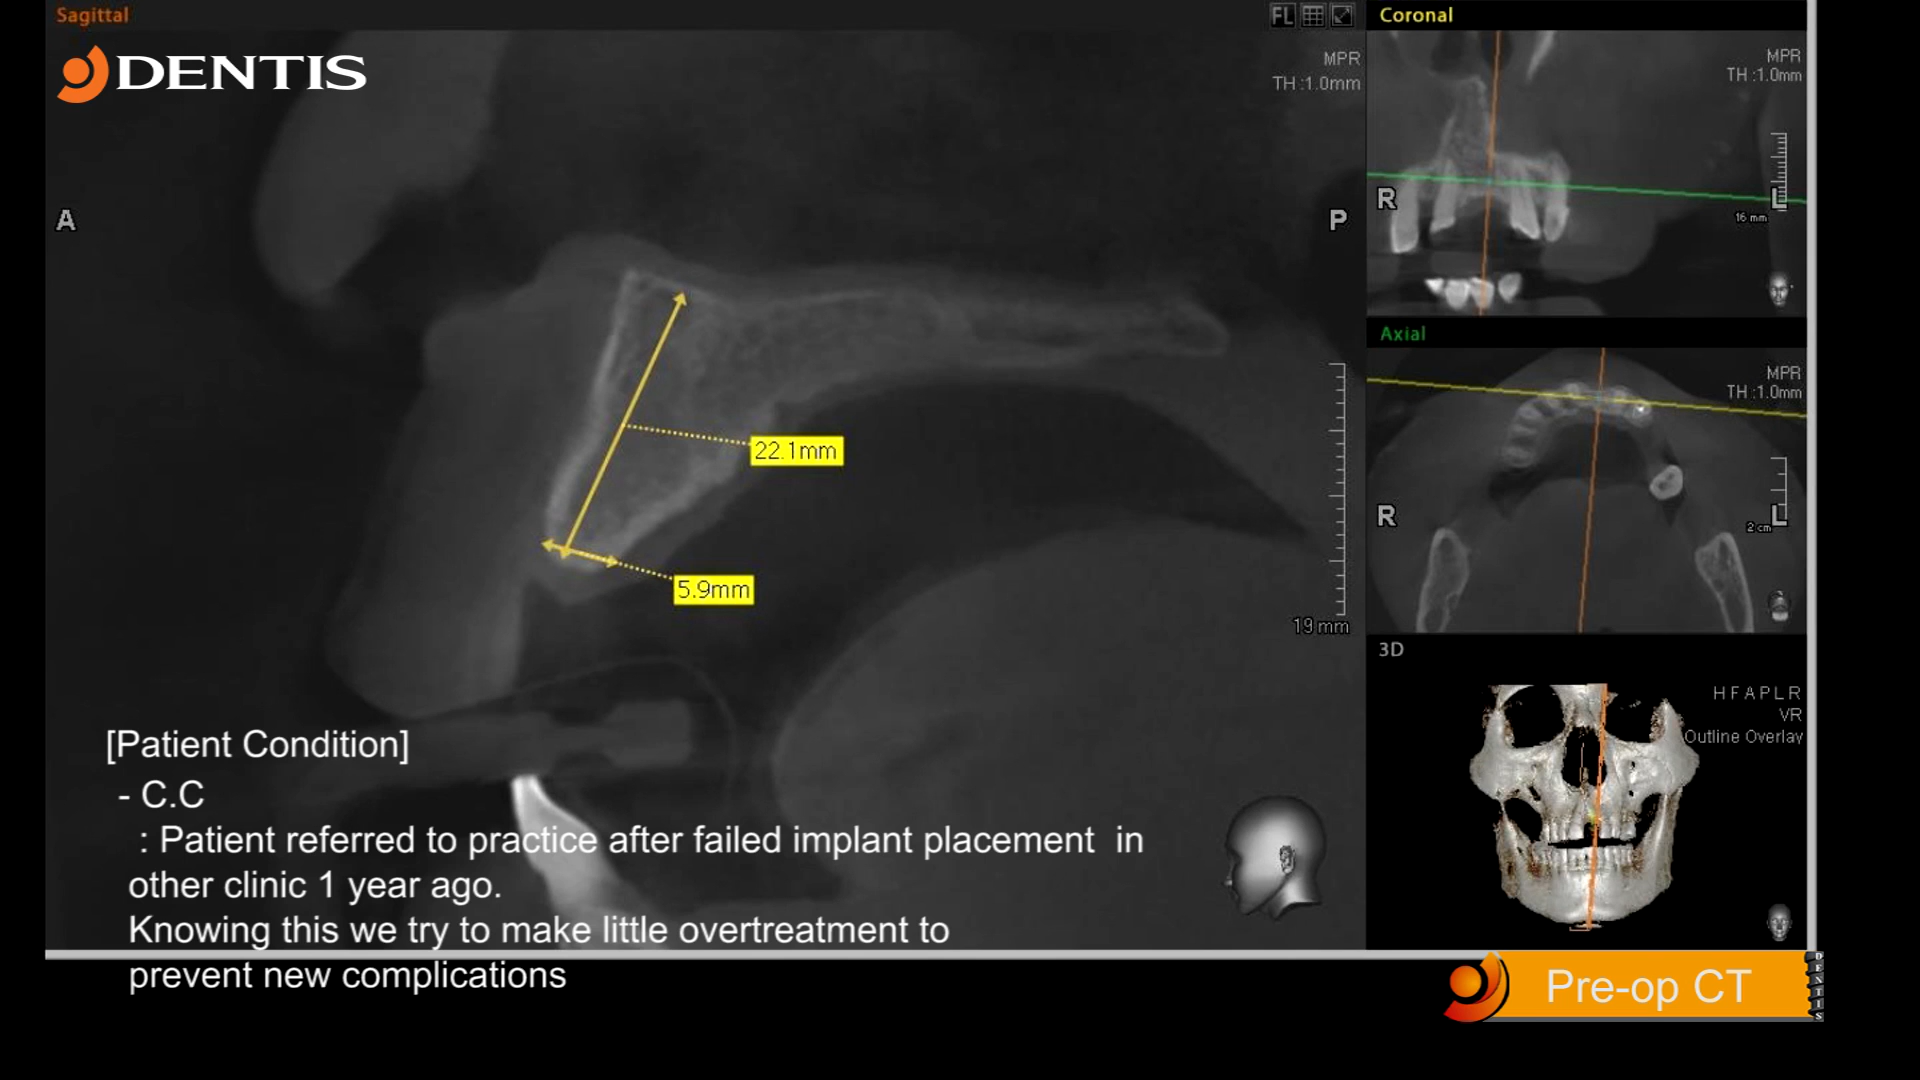 Sagittal
FL
DENTIS
MPR
TH :1.0mm
A
P
22.1mm
5.9mm
19 mm
Coronal
MPR
TH :1.0mm
R
L
16 mm
Axial
MPR
TH :1.0mm
R
L
2 cm
3D
H F A P L R
VR
Outline Overlay
[Patient Condition]
- C.C
: Patient referred to practice after failed implant placement in
other clinic 1 year ago.
Knowing this we try to make little overtreatment to
prevent new complications
Pre-op CT
DENTIS